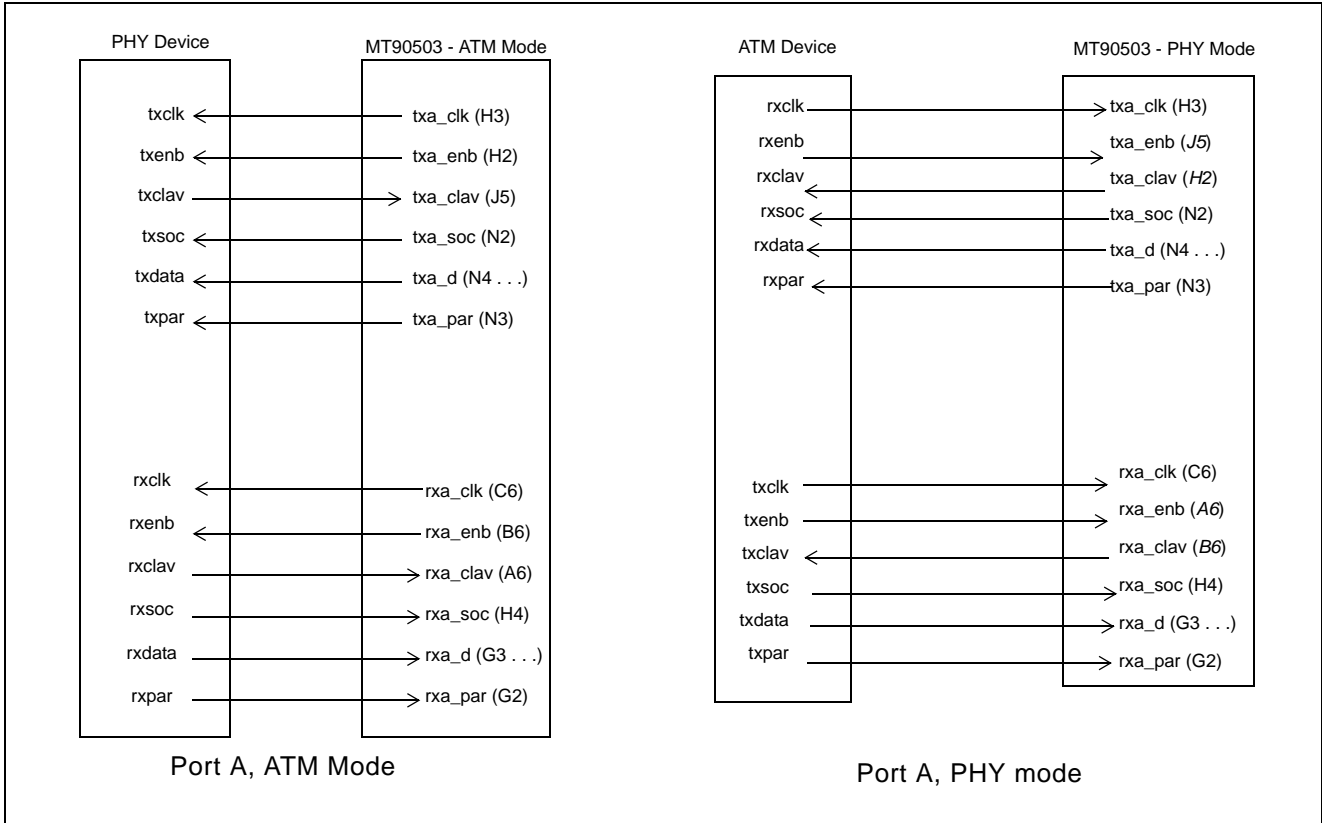 PHY Device
MT90503 - ATM Mode
txclk
txa_clk (H3)
txenb
txa_enb (H2)
txclav
txa_clav (J5)
txsoc
txa_soc (N2)
txdata
txa_d (N4 . . .)
txpar
txa_par (N3)
rxclk
rxa_clk (C6)
rxenb
rxa_enb (B6)
rxclav
rxa_clav (A6)
rxsoc
rxa_soc (H4)
rxdata
rxa_d (G3 . . .)
rxpar
rxa_par (G2)
Port A, ATM Mode
ATM Device
MT90503 - PHY Mode
rxclk
txa_clk (H3)
rxenb
txa_enb (J5)
rxclav
txa_clav (H2)
rxsoc
txa_soc (N2)
rxdata
txa_d (N4 . . .)
rxpar
txa_par (N3)
txclk
rxa_clk (C6)
txenb
rxa_enb (A6)
txclav
rxa_clav (B6)
txsoc
rxa_soc (H4)
txdata
rxa_d (G3 . . .)
txpar
rxa_par (G2)
Port A, PHY mode